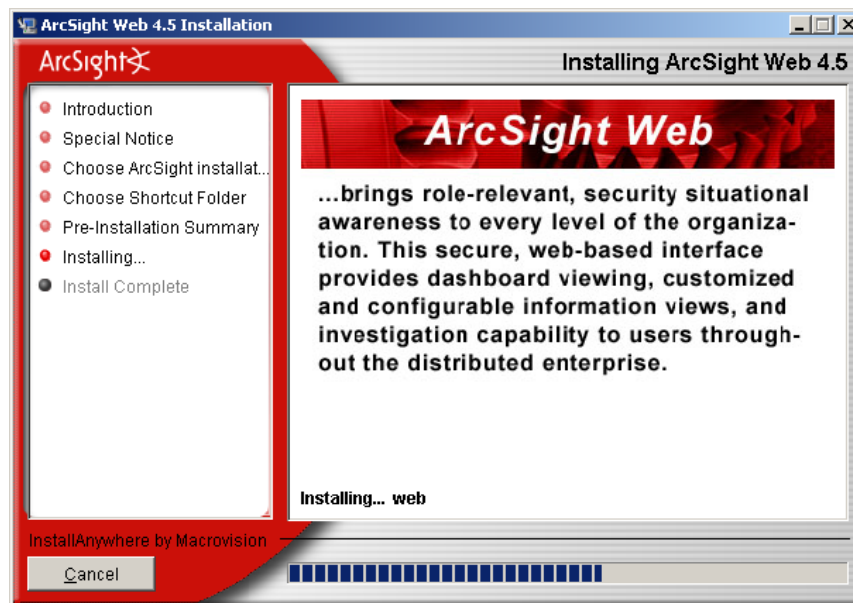 ArcSight Web 4.5 Installation
ArcSight
Installing ArcSight Web 4.5
Introduction
Special Notice
Choose ArcSight installat...
Choose Shortcut Folder
Pre-Installation Summary
Installing...
Install Complete
ArcSight Web
...brings role-relevant, security situational
awareness to every level of the organiza-
tion. This secure, web-based interface
provides dashboard viewing, customized
and configurable information views, and
investigation capability to users through-
out the distributed enterprise.
Installing... web
InstallAnywhere by Macrovision
Cancel